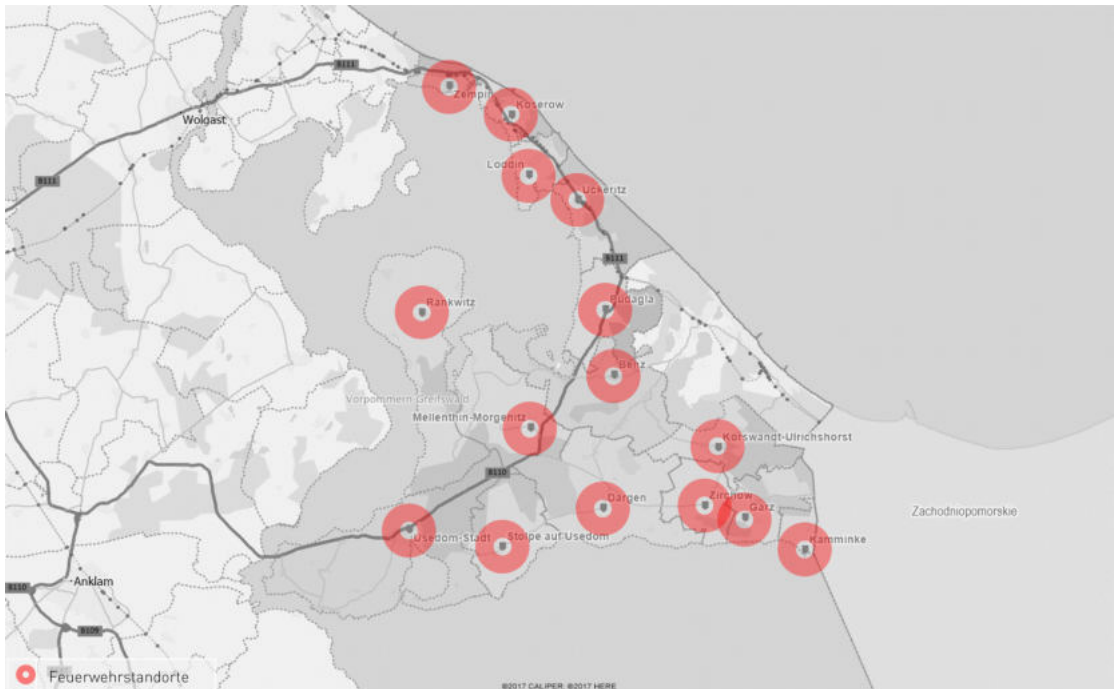 B111
Zempin
Koserow
Wolgast
Loddin
B111
Ückeritz
B111
Rankwitz
Pudagla
Benz
Vorpommern Greifswald
Mellenthin-Morgenitz
Korswandt-Ulrichshorst
B110
Dargen
Zirchow
Garz
Zachodniopomorskie
Usedom-Stadt
Stolpe auf Usedom
Kamminke
Anklam
B110
B109
Feuerwehrstandorte
©2017 CALIPER ©2017 HERE